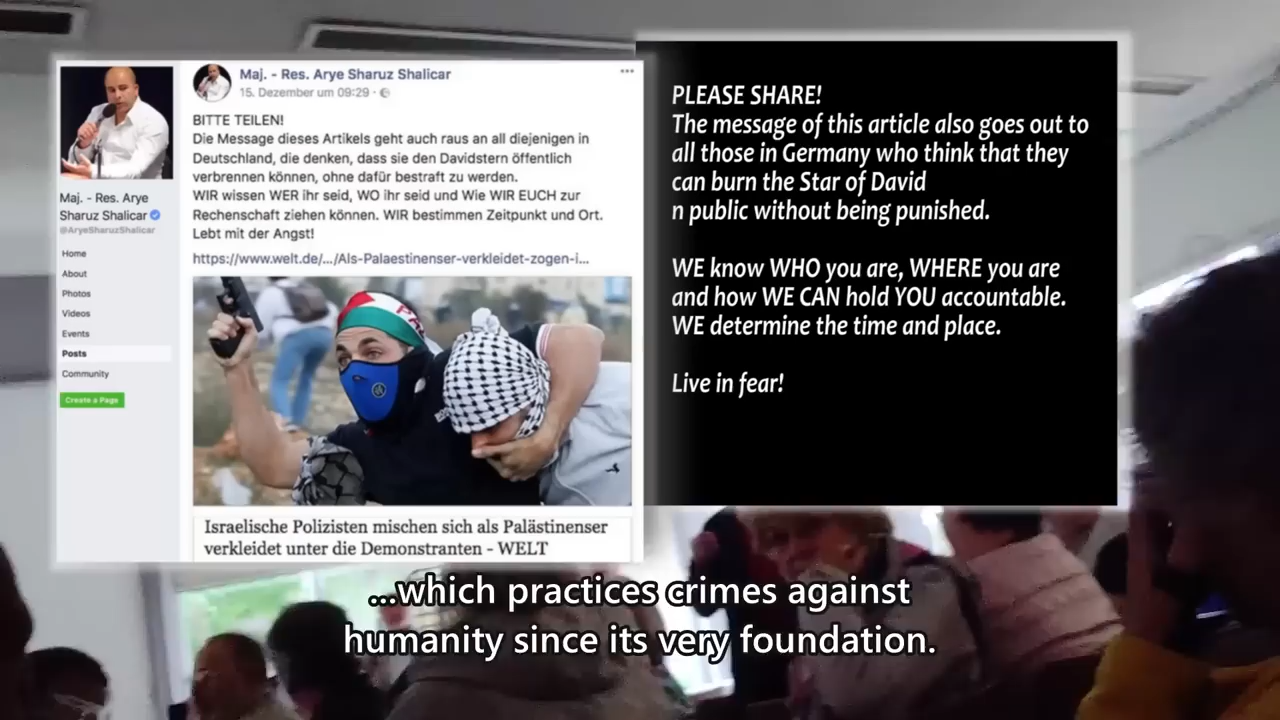 Maj. - Res. Arye
Sharuz Shalicar
@AryeSharuzShalicar
Home
About
Photos
Videos
Events
Posts
Community
Create a Page
Maj. - Res. Arye Sharuz Shalicar
15. Dezember um 09:29 ·
BITTE TEILEN!
Die Message dieses Artikels geht auch raus an all diejenigen in
Deutschland, die denken, dass sie den Davidstern öffentlich
verbrennen können, ohne dafür bestraft zu werden.
WIR wissen WER ihr seid, WO ihr seid und Wie WIR EUCH zur
Rechenschaft ziehen können. WIR bestimmen Zeitpunkt und Ort.
Lebt mit der Angst!
https://www.welt.de/.../Als-Palaestinenser-verkleidet-zogen-i...
Israelische Polizisten mischen sich als Palästinenser
verkleidet unter die Demonstranten - WELT
PLEASE SHARE!
The message of this article also goes out to
all those in Germany who think that they
can burn the Star of David
n public without being punished.
WE know WHO you are, WHERE you are
and how WE CAN hold YOU accountable.
WE determine the time and place.
Live in fear!
...which practices crimes against
humanity since its very foundation.